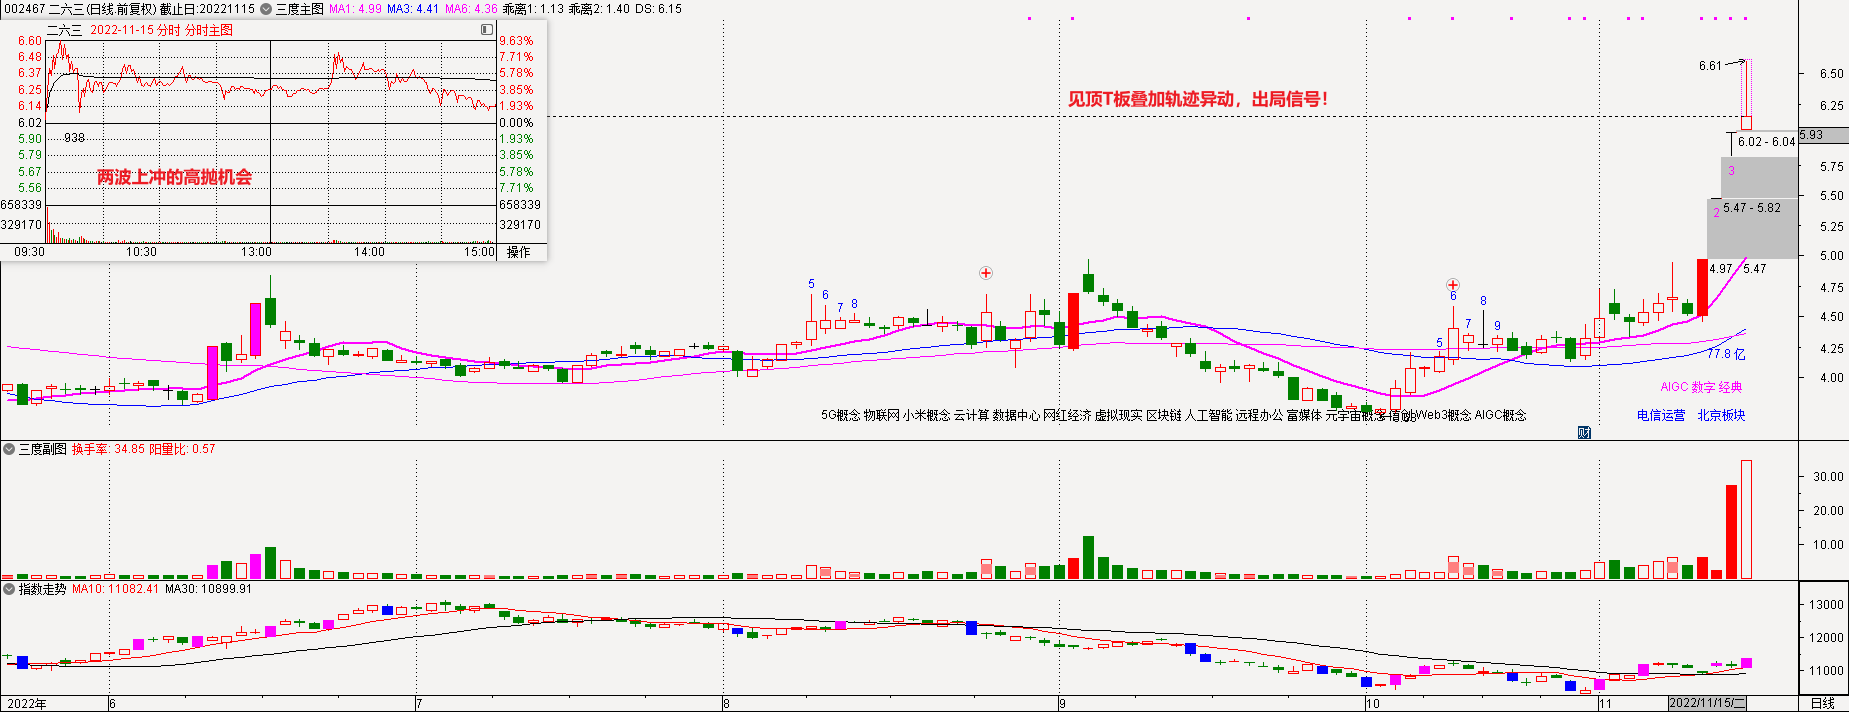 002467 二六三(日线.前复权) 截止日:20221115 三度主图 MA1: 4.99 MA3: 4.41 MA6: 4.36 乖离1: 1.13 乖离2: 1.40 DS: 6.15
二六三 2022-11-15 分时 分时主图
6.60 9.63%
6.48 7.71%
6.37 5.78%
6.25 3.85%
6.14 1.93%
6.02 0.00%
5.90 1.93%
5.79 3.85%
5.67 5.78%
5.56 7.71%
658339 658339
329170 329170
938
两波上冲的高抛机会
09:30 10:30 13:00 14:00 15:00 操作
见顶T板叠加轨迹异动，出局信号！
6.61
6.02 - 6.04
3
2 5.47 - 5.82
4.97 5.47
6.50
6.25
5.93
5.75
5.50
5.25
5.00
4.75
4.50
4.25
4.00
5 6 7 8
5 6 7 8 9
77.8 亿
AIGC 数字 经典
5G概念 物联网 小米概念 云计算 数据中心 网红经济 虚拟现实 区块链 人工智能 远程办公 富媒体 元宇宙概念 信创 Web3概念 AIGC概念
电信运营 北京板块
财
三度副图 换手率: 34.85 阳量比: 0.57
30.00
20.00
10.00
指数走势 MA10: 11082.41 MA30: 10899.91
13000
12000
11000
2022年 6 7 8 9 10 11 2022/11/15/二 日线